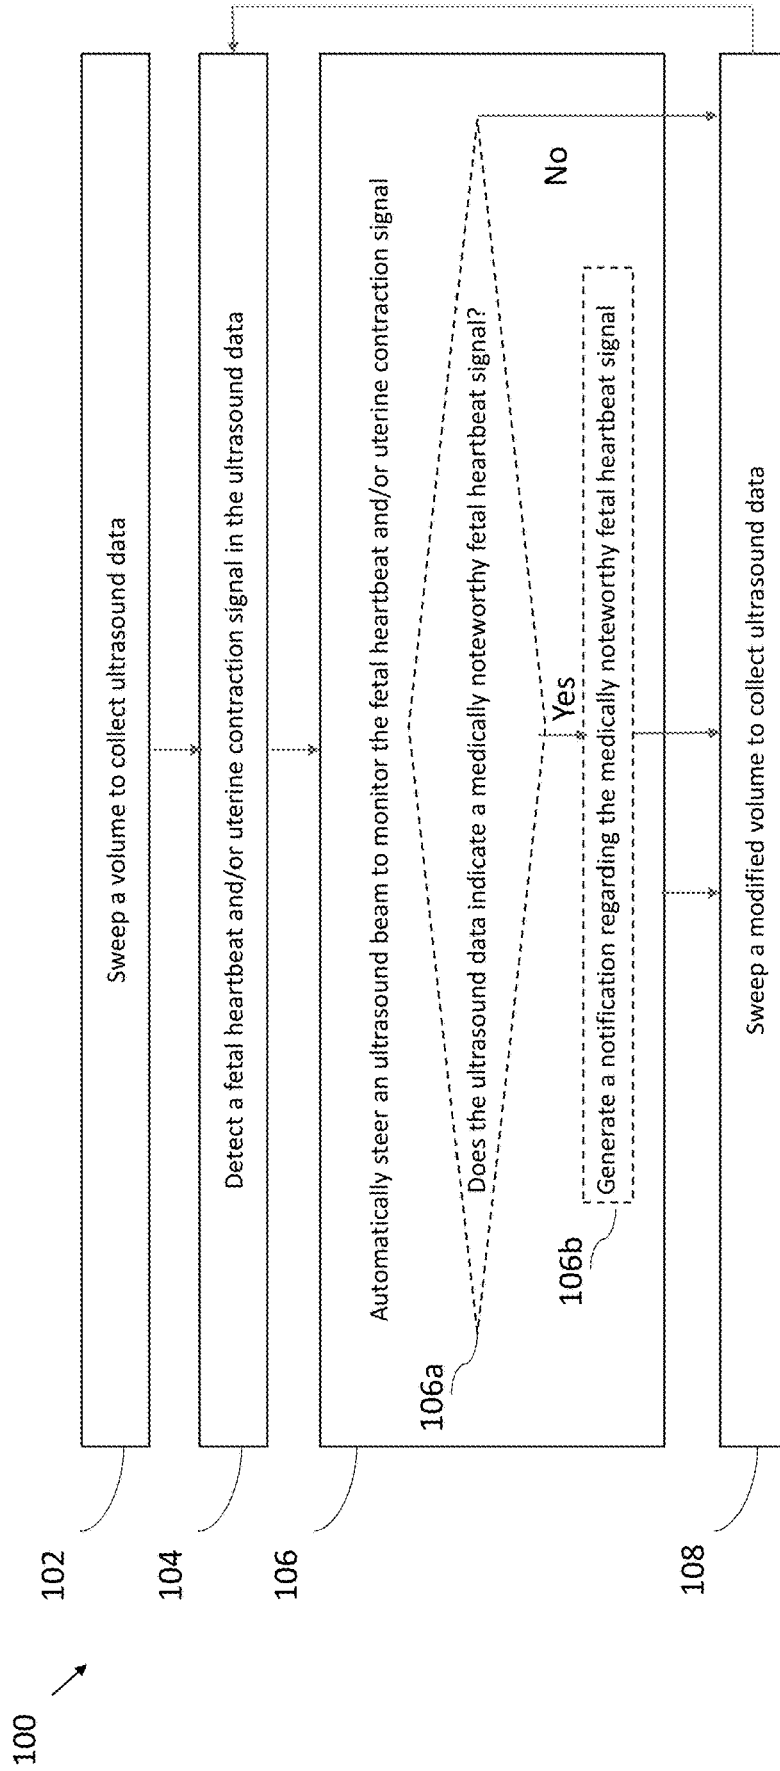 100
102
Sweep a volume to collect ultrasound data
104
Detect a fetal heartbeat and/or uterine contraction signal in the ultrasound data
106
Automatically steer an ultrasound beam to monitor the fetal heartbeat and/or uterine contraction signal
106a
Does the ultrasound data indicate a medically noteworthy fetal heartbeat signal?
Yes
No
106b
Generate a notification regarding the medically noteworthy fetal heartbeat signal
108
Sweep a modified volume to collect ultrasound data